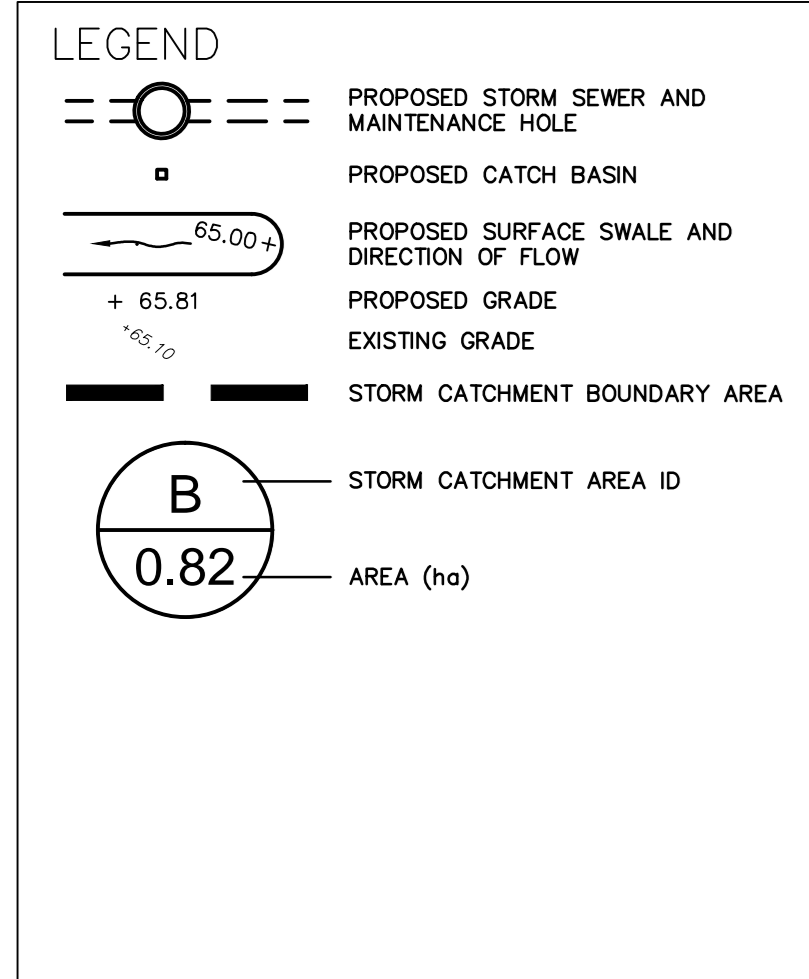 LEGEND
PROPOSED STORM SEWER AND
MAINTENANCE HOLE
PROPOSED CATCH BASIN
65.00+
PROPOSED SURFACE SWALE AND
DIRECTION OF FLOW
+ 65.81
PROPOSED GRADE
+65.10
EXISTING GRADE
STORM CATCHMENT BOUNDARY AREA
B
STORM CATCHMENT AREA ID
0.82
AREA (ha)